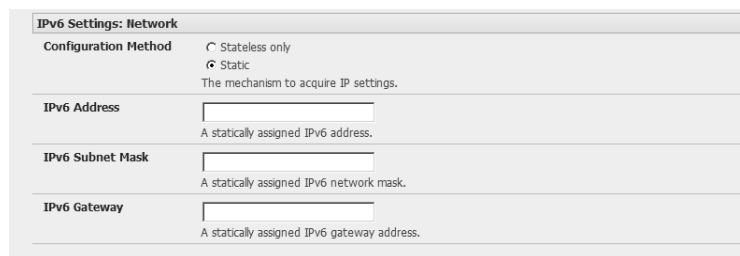 IPv6 Settings: Network
Configuration Method
Stateless only
Static
The mechanism to acquire IP settings.
IPv6 Address
A statically assigned IPv6 address.
IPv6 Subnet Mask
A statically assigned IPv6 network mask.
IPv6 Gateway
A statically assigned IPv6 gateway address.